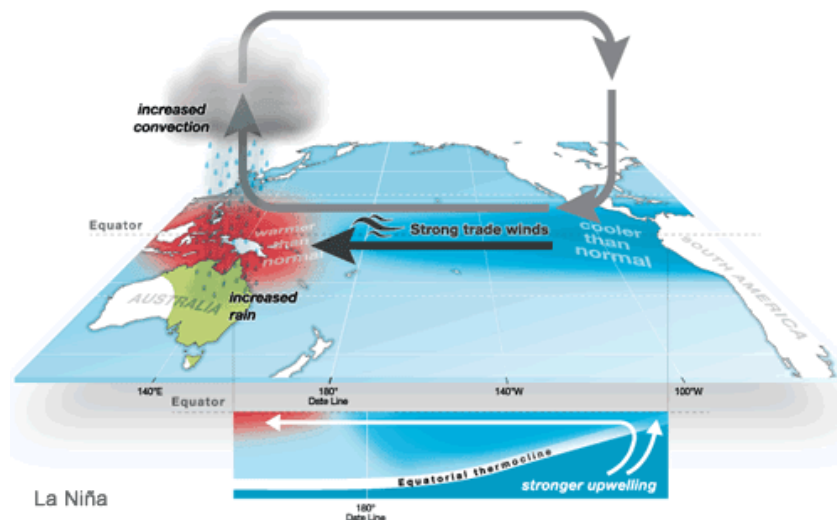 increased
convection
Equator
warmer
than
normal
Strong trade winds
cooler
than
normal
AUSTRALIA
increased
rain
SOUTH AMERICA
140°E
180°
Date Line
140°W
100°W
Equator
Equatorial thermocline
stronger upwelling
180°
Date Line
La Niña